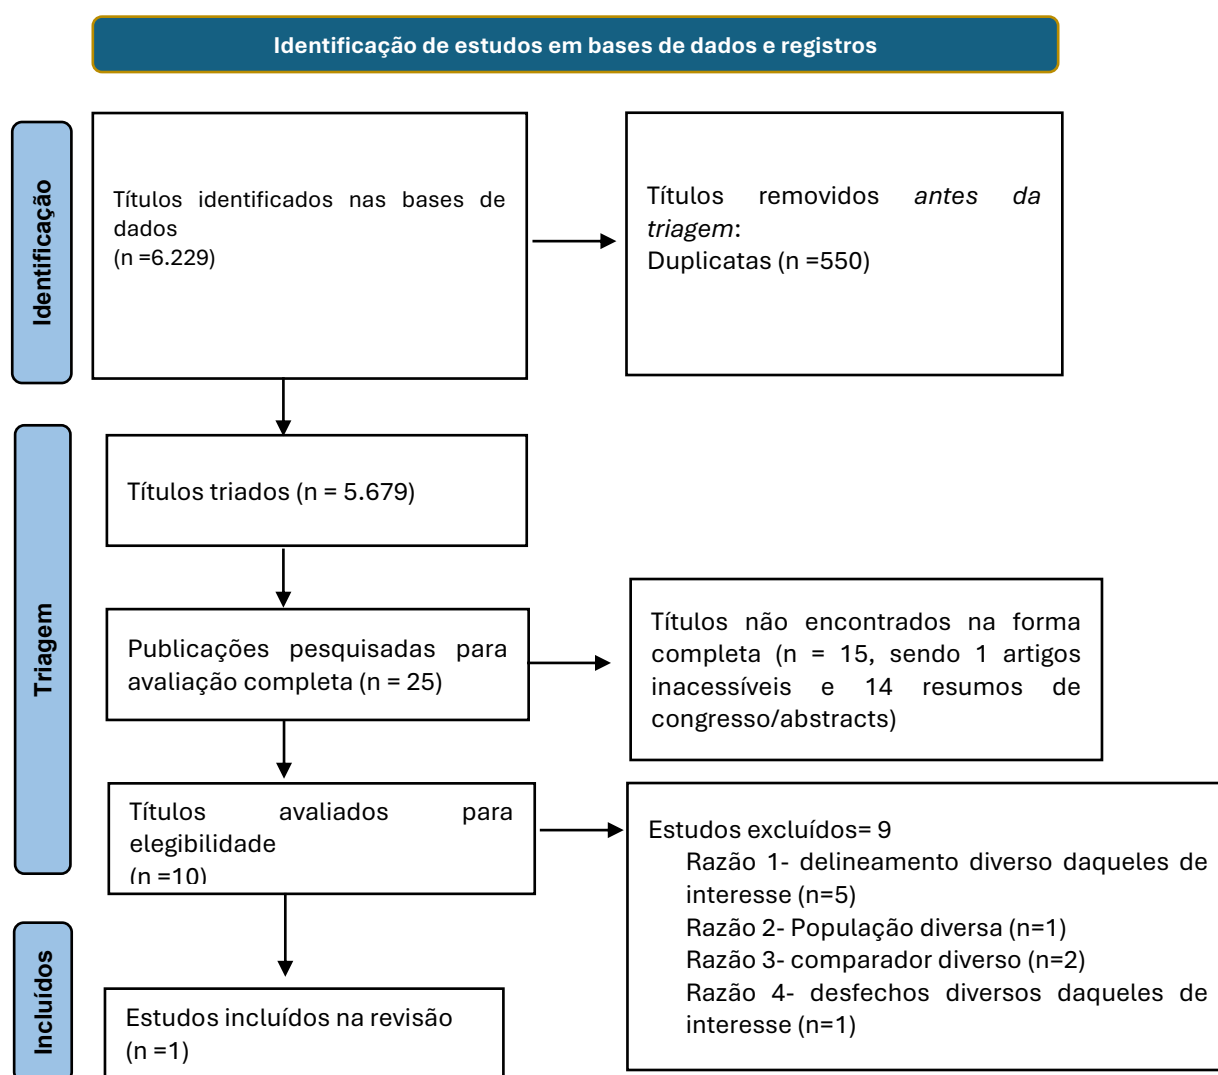 Identificação de estudos em bases de dados e registros
Identificação
Títulos identificados nas bases de
dados
(n =6.229)
Títulos removidos antes da
triagem:
Duplicatas (n =550)
Triagem
Títulos triados (n = 5.679)
Publicações pesquisadas para
avaliação completa (n = 25)
Títulos não encontrados na forma
completa (n = 15, sendo 1 artigos
inacessíveis e 14 resumos de
congresso/abstracts)
Títulos avaliados para
elegibilidade
(n =10)
Estudos excluídos= 9
Razão 1- delineamento diverso daqueles de
interesse (n=5)
Razão 2- População diversa (n=1)
Razão 3- comparador diverso (n=2)
Razão 4- desfechos diversos daqueles de
interesse (n=1)
Incluídos
Estudos incluídos na revisão
(n =1)